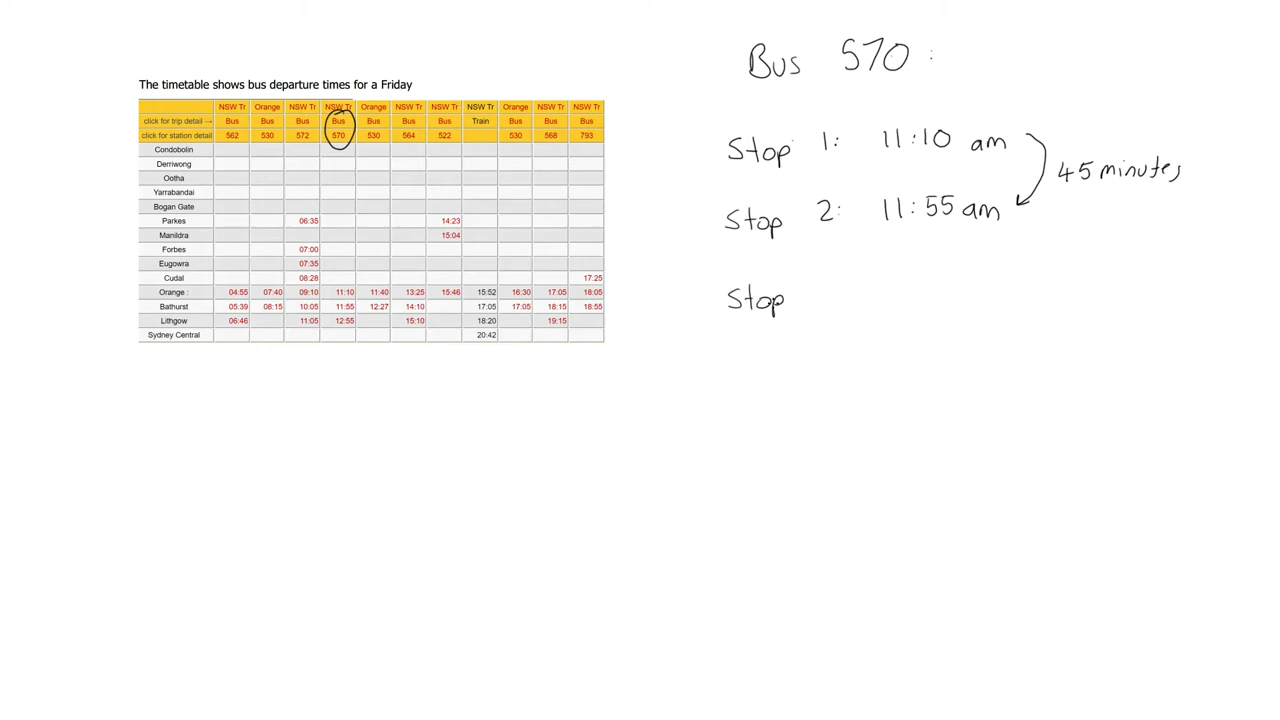 The timetable shows bus departure times for a Friday
NSW Tr Orange NSW Tr NSW Tr Orange NSW Tr NSW Tr NSW Tr Orange NSW Tr NSW Tr
click for trip detail → Bus Bus Bus Bus Bus Bus Bus Train Bus Bus Bus
click for station detail 562 530 572 570 530 564 522 530 568 793
Condobolin
Derriwong
Ootha
Yarrabandai
Bogan Gate
Parkes 06:35 14:23
Manildra 15:04
Forbes 07:00
Eugowra 07:35
Cudal 08:28 17:25
Orange : 04:55 07:40 09:10 11:10 11:40 13:25 15:46 15:52 16:30 17:05 18:05
Bathurst 05:39 08:15 10:05 11:55 12:27 14:10 17:05 17:05 18:15 18:55
Lithgow 06:46 11:05 12:55 15:10 18:20 19:15
Sydney Central 20:42
Bus 570 :
Stop 1: 11:10 am
45 minutes
Stop 2: 11:55 am
Stop